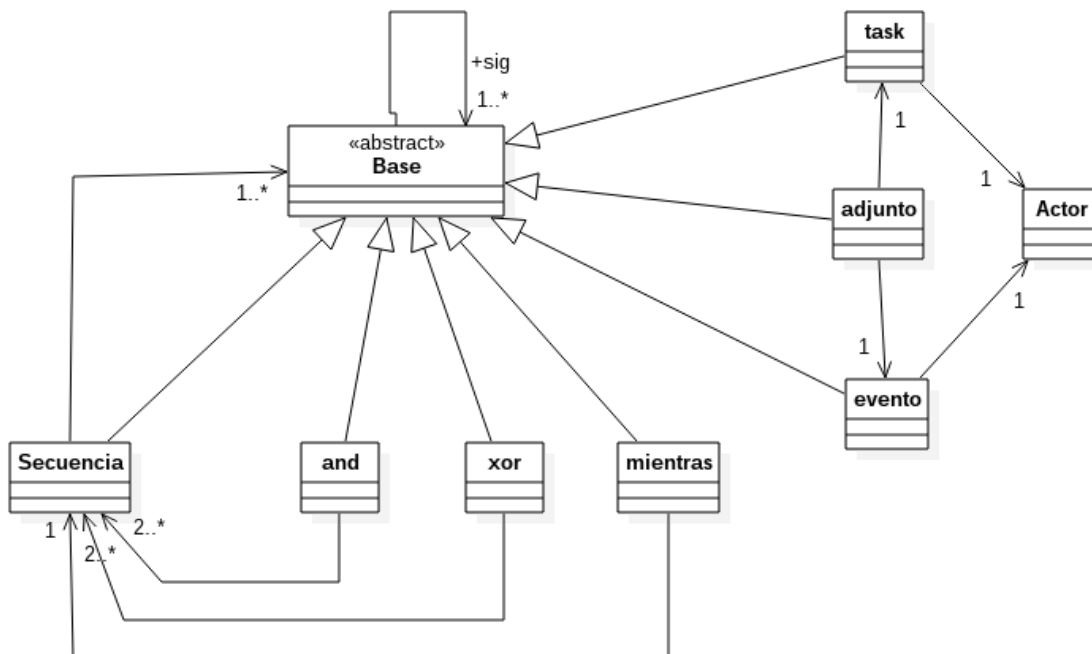 task
+sig
1..*
«abstract»
Base
1
1..*
1
adjunto
Actor
1
1
evento
Secuencia
and
xor
mientras
1
2..*
2..*